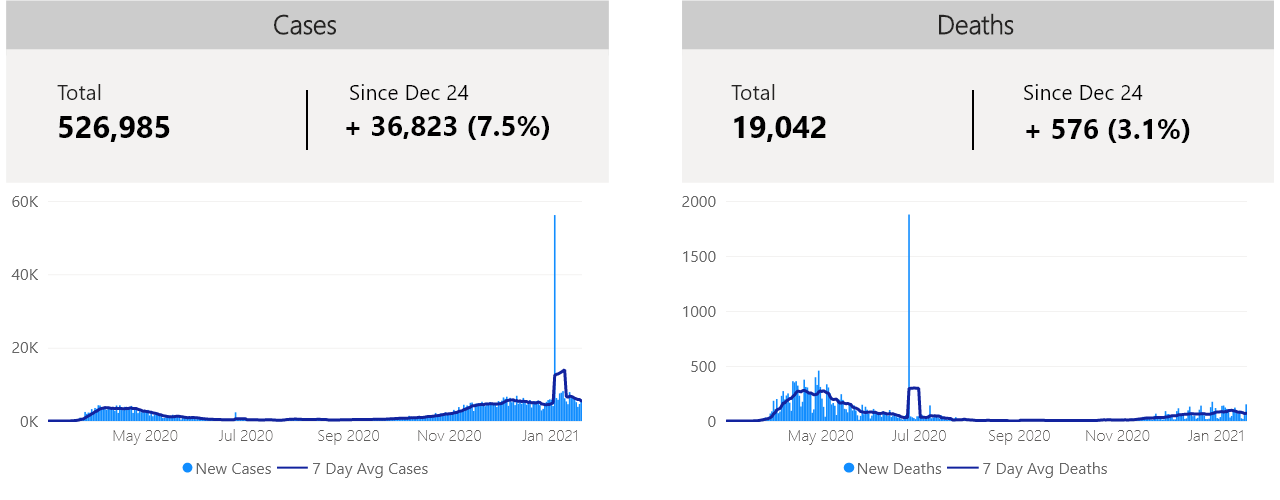 Cases
Total
526,985
Since Dec 24
+ 36,823 (7.5%)
60K
40K
20K
0K
May 2020
Jul 2020
Sep 2020
Nov 2020
Jan 2021
New Cases
7 Day Avg Cases
Deaths
Total
19,042
Since Dec 24
+ 576 (3.1%)
2000
1500
1000
500
0
May 2020
Jul 2020
Sep 2020
Nov 2020
Jan 2021
New Deaths
7 Day Avg Deaths